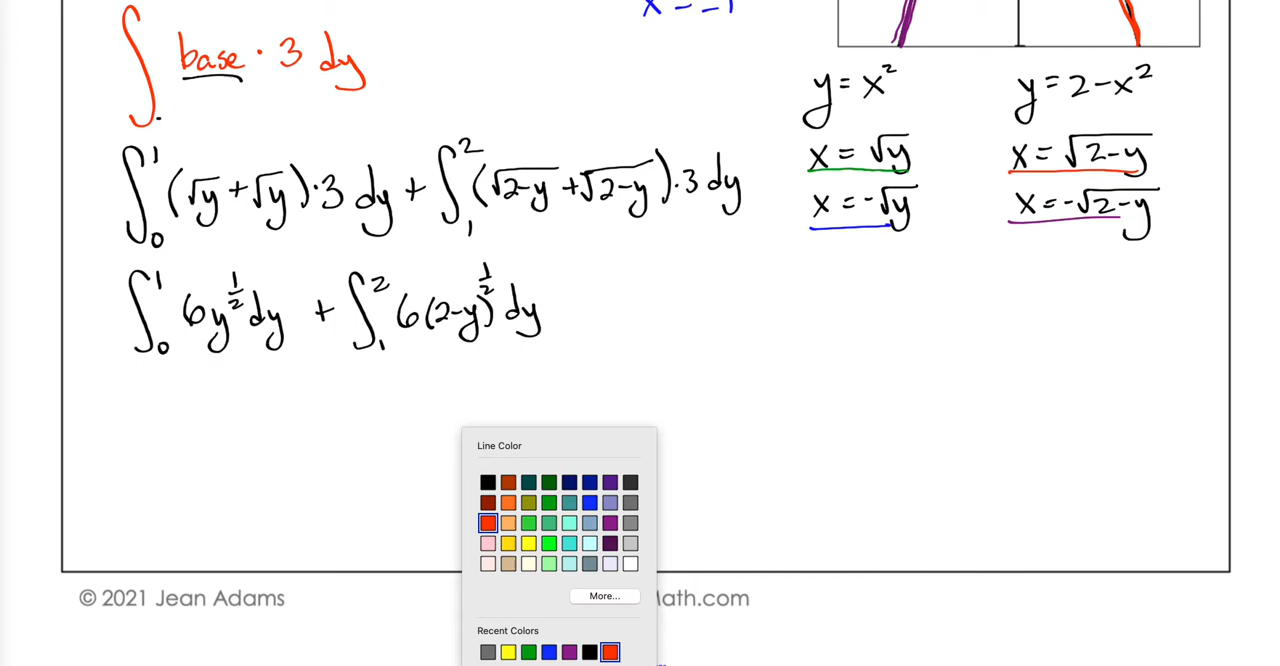 x = -1
∫ base · 3 dy
y = x² y = 2 - x²
x = √y x = √2-y
∫₀¹ (√y + √y) · 3 dy + ∫₁² (√2-y + √2-y) · 3 dy
x = -√y x = -√2-y
∫₀¹ 6y^½ dy + ∫₁² 6(2-y)^½ dy
Line Color
More...
© 2021 Jean Adams Math.com
Recent Colors